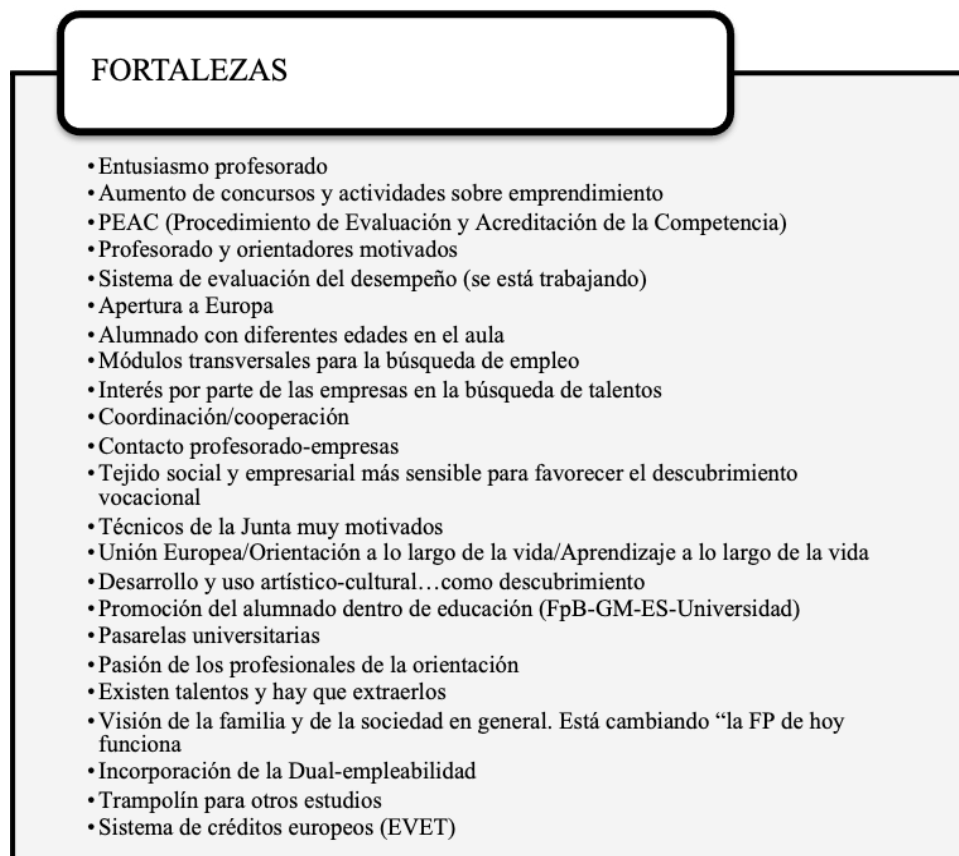 FORTALEZAS
•Entusiasmo profesorado
•Aumento de concursos y actividades sobre emprendimiento
•PEAC (Procedimiento de Evaluación y Acreditación de la Competencia)
•Profesorado y orientadores motivados
•Sistema de evaluación del desempeño (se está trabajando)
•Apertura a Europa
•Alumnado con diferentes edades en el aula
•Módulos transversales para la búsqueda de empleo
•Interés por parte de las empresas en la búsqueda de talentos
•Coordinación/cooperación
•Contacto profesorado-empresas
•Tejido social y empresarial más sensible para favorecer el descubrimiento
vocacional
•Técnicos de la Junta muy motivados
•Unión Europea/Orientación a lo largo de la vida/Aprendizaje a lo largo de la vida
•Desarrollo y uso artístico-cultural…como descubrimiento
•Promoción del alumnado dentro de educación (FpB-GM-ES-Universidad)
•Pasarelas universitarias
•Pasión de los profesionales de la orientación
•Existen talentos y hay que extraerlos
•Visión de la familia y de la sociedad en general. Está cambiando “la FP de hoy
funciona
•Incorporación de la Dual-empleabilidad
•Trampolín para otros estudios
•Sistema de créditos europeos (EVET)